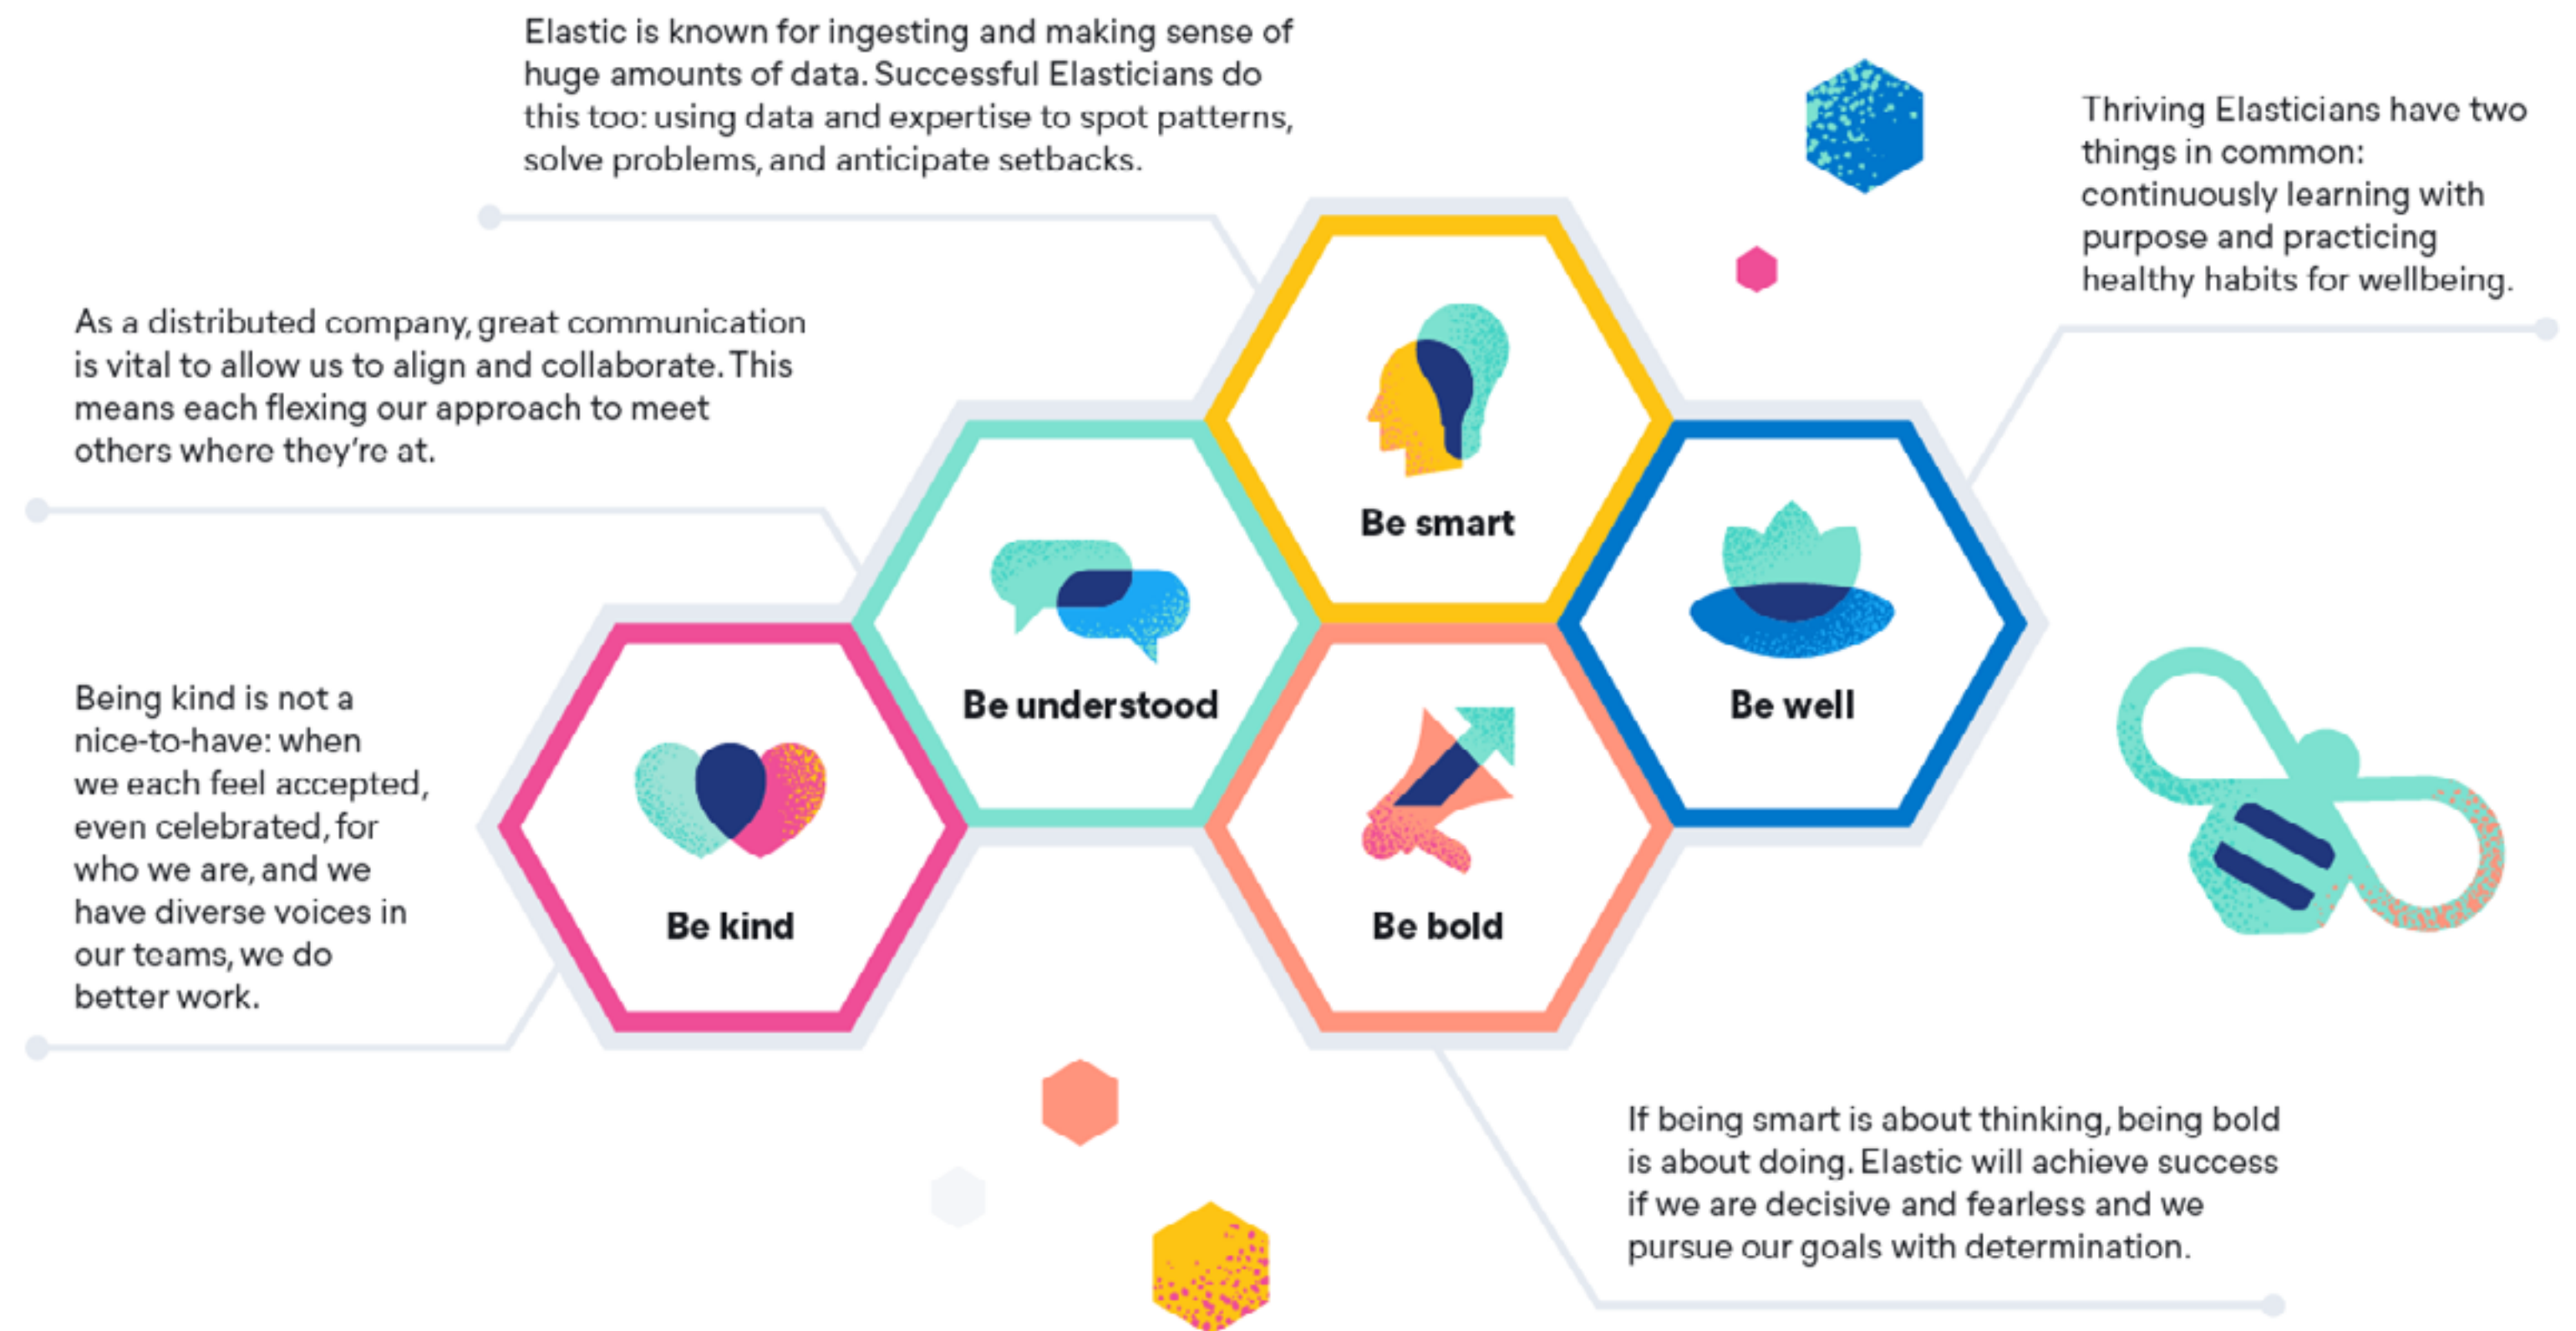 Elastic is known for ingesting and making sense of
huge amounts of data. Successful Elasticians do
this too: using data and expertise to spot patterns,
solve problems, and anticipate setbacks.
Thriving Elasticians have two
things in common:
continuously learning with
purpose and practicing
healthy habits for wellbeing.
As a distributed company, great communication
is vital to allow us to align and collaborate. This
means each flexing our approach to meet
others where they're at.
Be smart
Be understood
Be well
Being kind is not a
nice-to-have: when
we each feel accepted,
even celebrated, for
who we are, and we
have diverse voices in
our teams, we do
better work.
Be kind
Be bold
If being smart is about thinking, being bold
is about doing. Elastic will achieve success
if we are decisive and fearless and we
pursue our goals with determination.